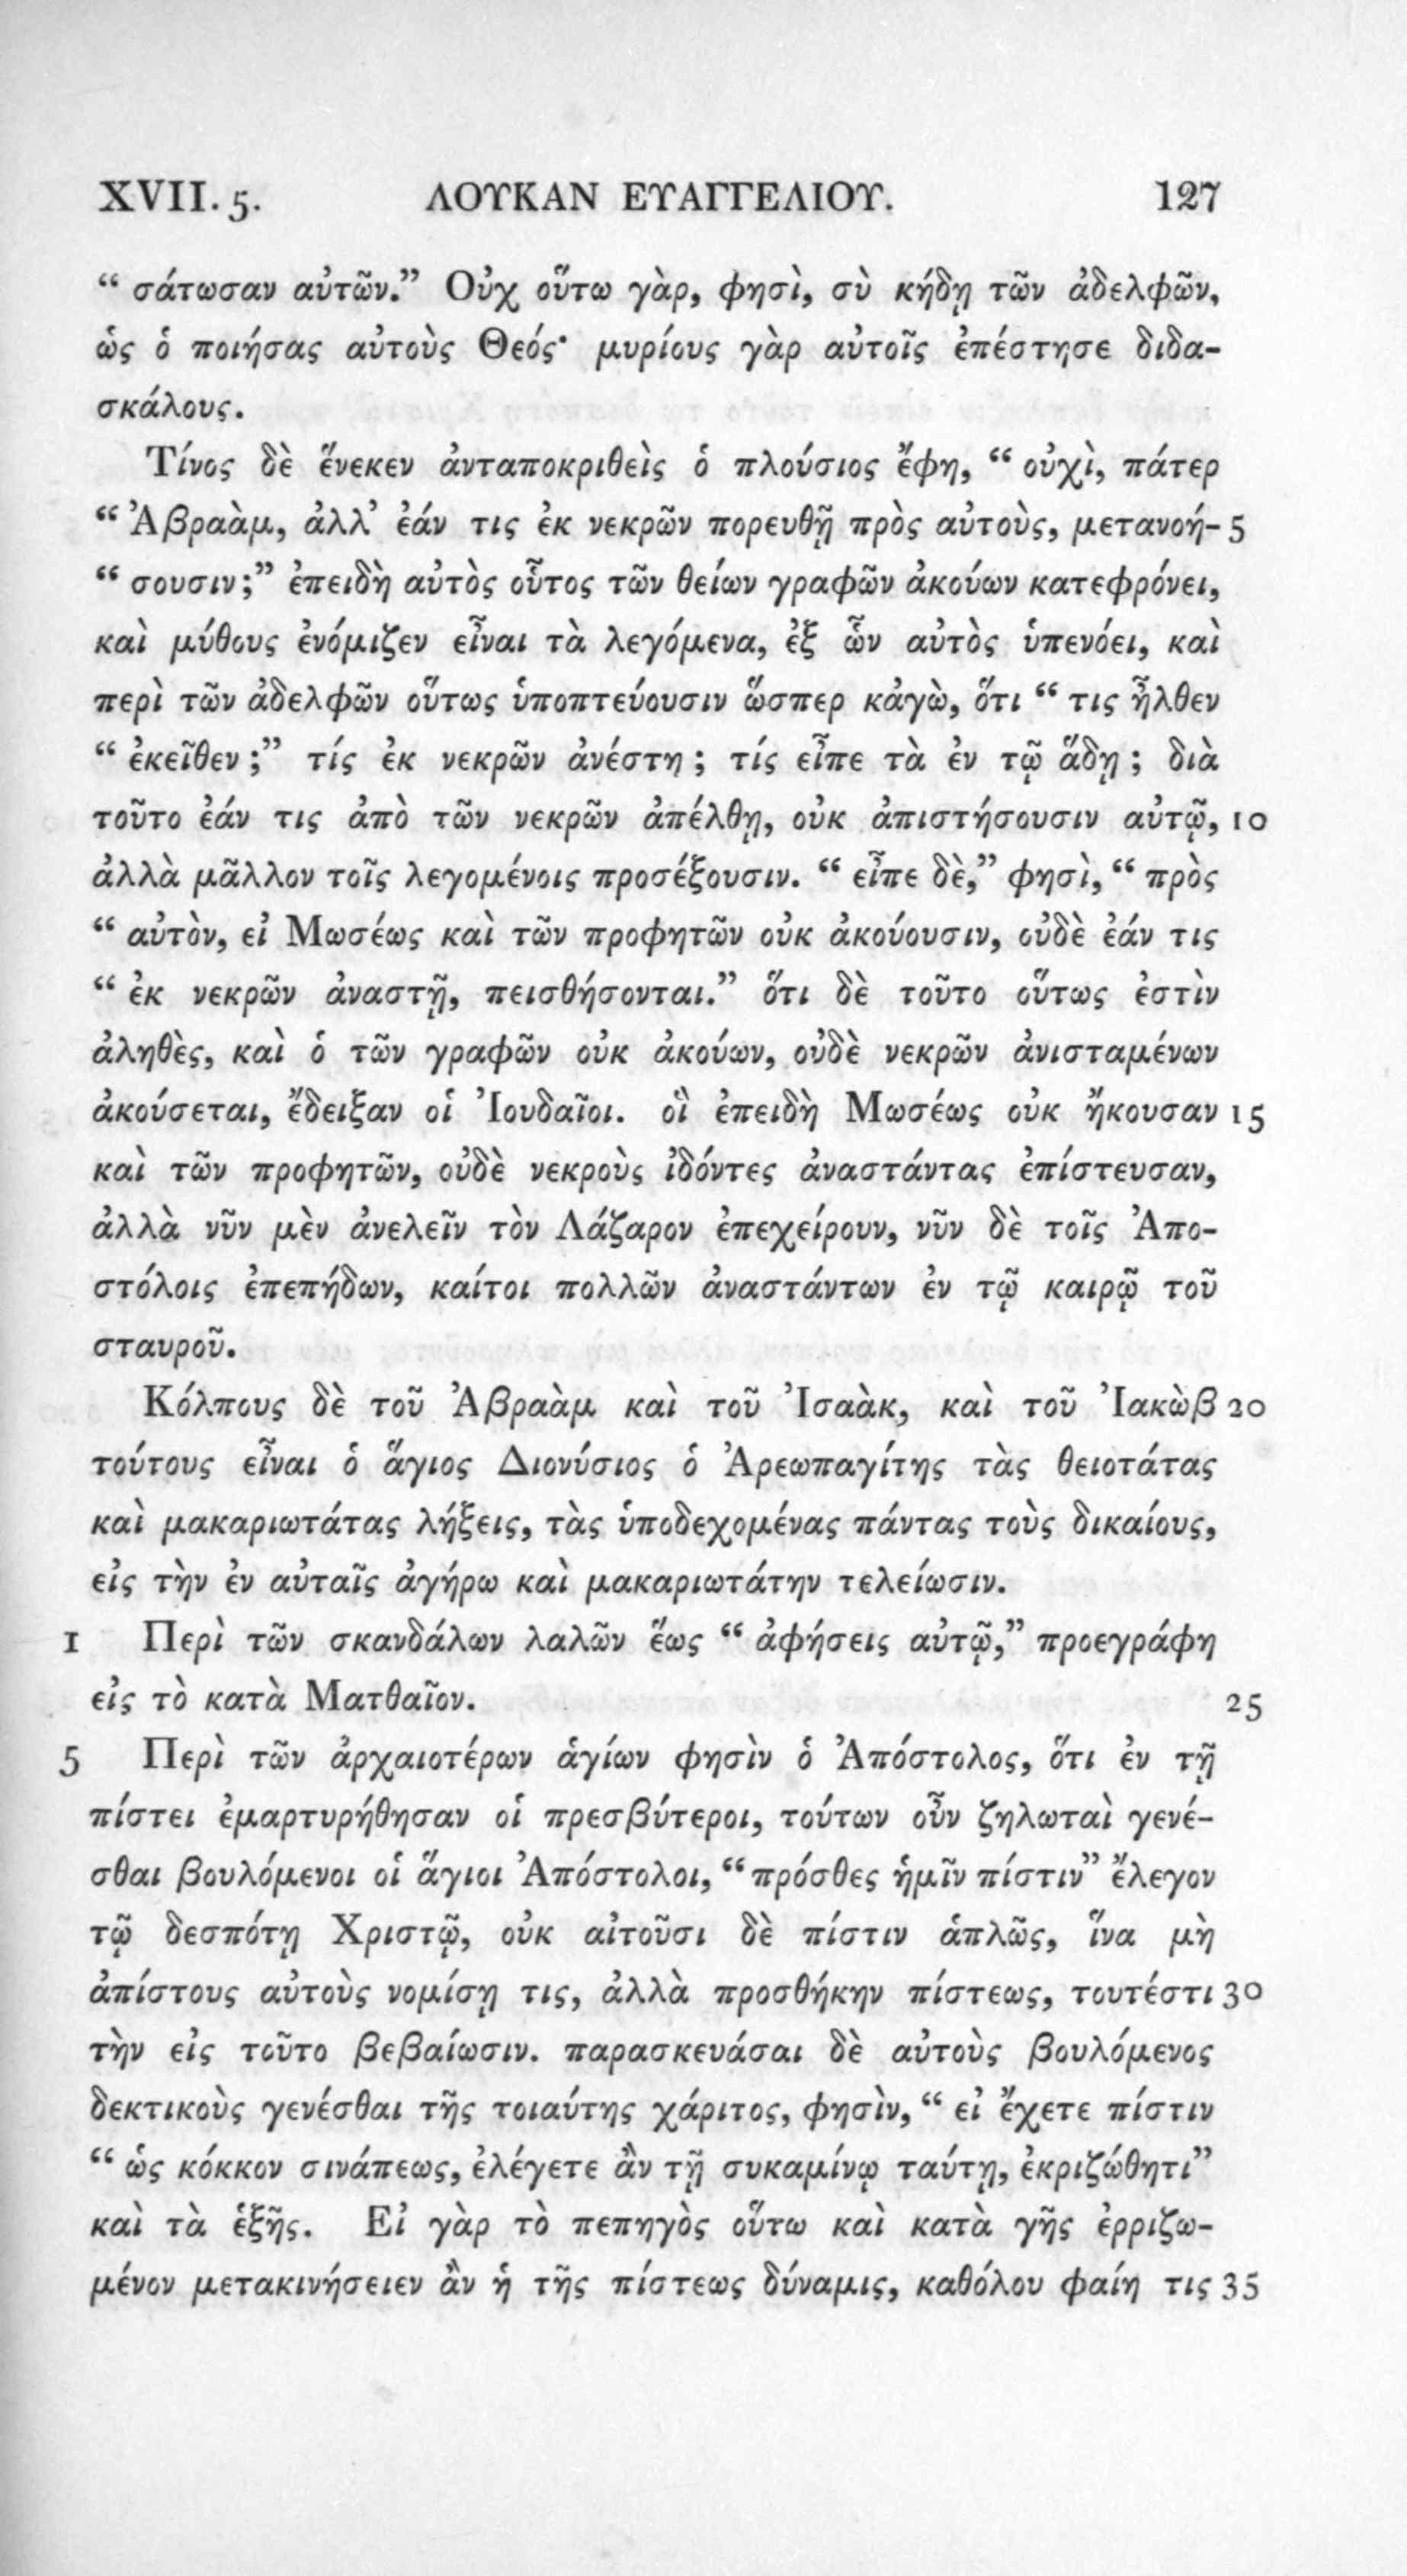 XVII. 5. ΛΟΥΚΑΝ ΕΥΑΓΓΕΛΙΟΥ. 127
“ σάτωσαν αὐτῶν.” Οὐχ οὕτω γὰρ, φησὶ, σὺ κήδῃ τῶν ἀδελφῶν,
ὡς ὁ ποιήσας αὐτοὺς Θεός· μυρίους γὰρ αὐτοῖς ἐπέστησε διδα-
σκάλους.
Τίνος δὲ ἕνεκεν ἀνταποκριθεὶς ὁ πλούσιος ἔφη, “ οὐχὶ, πάτερ
“ Ἀβραὰμ, ἀλλ’ ἐάν τις ἐκ νεκρῶν πορευθῇ πρὸς αὐτοὺς, μετανοή- 5
“ σουσιν;” ἐπειδὴ αὐτὸς οὗτος τῶν θείων γραφῶν ἀκούων κατεφρόνει,
καὶ μύθους ἐνόμιζεν εἶναι τὰ λεγόμενα, ἐξ ὧν αὐτὸς ὑπενόει, καὶ
περὶ τῶν ἀδελφῶν οὕτως ὑποπτεύουσιν ὥσπερ κἀγὼ, ὅτι “ τις ἦλθεν
“ ἐκεῖθεν ;” τίς ἐκ νεκρῶν ἀνέστη ; τίς εἶπε τὰ ἐν τῷ ἅδῃ ; διὰ
τοῦτο ἐάν τις ἀπὸ τῶν νεκρῶν ἀπέλθῃ, οὐκ ἀπιστήσουσιν αὐτῷ, 10
ἀλλὰ μᾶλλον τοῖς λεγομένοις προσέξουσιν. “ εἶπε δὲ,” φησὶ, “ πρὸς
“ αὐτὸν, εἰ Μωσέως καὶ τῶν προφητῶν οὐκ ἀκούουσιν, οὐδὲ ἐάν τις
“ ἐκ νεκρῶν ἀναστῇ, πεισθήσονται.” ὅτι δὲ τοῦτο οὕτως ἐστὶν
ἀληθὲς, καὶ ὁ τῶν γραφῶν οὐκ ἀκούων, οὐδὲ νεκρῶν ἀνισταμένων
ἀκούσεται, ἔδειξαν οἱ Ἰουδαῖοι. οἳ ἐπειδὴ Μωσέως οὐκ ἤκουσαν 15
καὶ τῶν προφητῶν, οὐδὲ νεκροὺς ἰδόντες ἀναστάντας ἐπίστευσαν,
ἀλλὰ νῦν μὲν ἀνελεῖν τὸν Λάζαρον ἐπεχείρουν, νῦν δὲ τοῖς Ἀπο-
στόλοις ἐπεπήδων, καίτοι πολλῶν ἀναστάντων ἐν τῷ καιρῷ τοῦ
σταυροῦ.
Κόλπους δὲ τοῦ Ἀβραὰμ καὶ τοῦ Ἰσαὰκ, καὶ τοῦ Ἰακὼβ 20
τούτους εἶναι ὁ ἅγιος Διονύσιος ὁ Ἀρεωπαγίτης τὰς θειοτάτας
καὶ μακαριωτάτας λήξεις, τὰς ὑποδεχομένας πάντας τοὺς δικαίους,
εἰς τὴν ἐν αὐταῖς ἀγήρω καὶ μακαριωτάτην τελείωσιν.
1 Περὶ τῶν σκανδάλων λαλῶν ἕως “ ἀφήσεις αὐτῷ,” προεγράφη
εἰς τὸ κατὰ Ματθαῖον. 25
5 Περὶ τῶν ἀρχαιοτέρων ἁγίων φησὶν ὁ Ἀπόστολος, ὅτι ἐν τῇ
πίστει ἐμαρτυρήθησαν οἱ πρεσβύτεροι, τούτων οὖν ζηλωταὶ γενέ-
σθαι βουλόμενοι οἱ ἅγιοι Ἀπόστολοι, “ πρόσθες ἡμῖν πίστιν” ἔλεγον
τῷ δεσπότῃ Χριστῷ, οὐκ αἰτοῦσι δὲ πίστιν ἁπλῶς, ἵνα μὴ
ἀπίστους αὐτοὺς νομίσῃ τις, ἀλλὰ προσθήκην πίστεως, τουτέστι 30
τὴν εἰς τοῦτο βεβαίωσιν. παρασκευάσαι δὲ αὐτοὺς βουλόμενος
δεκτικοὺς γενέσθαι τῆς τοιαύτης χάριτος, φησὶν, “ εἰ ἔχετε πίστιν
“ ὡς κόκκον σινάπεως, ἐλέγετε ἂν τῇ συκαμίνῳ ταύτῃ, ἐκριζώθητι”
καὶ τὰ ἑξῆς. Εἰ γὰρ τὸ πεπηγὸς οὕτω καὶ κατὰ γῆς ἐρριζω-
μένον μετακινήσειεν ἂν ἡ τῆς πίστεως δύναμις, καθόλου φαίη τις 35